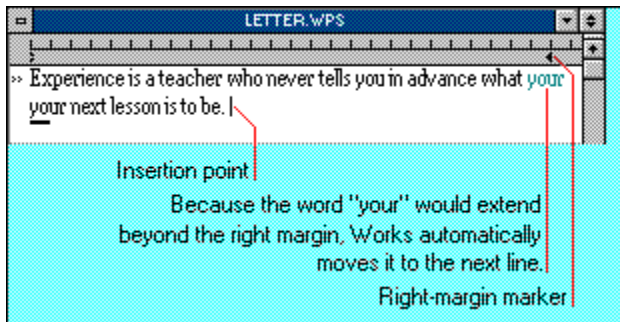 LETTER.WPS
» Experience is a teacher who never tells you in advance what your
your next lesson is to be.
Insertion point
Because the word "your" would extend
beyond the right margin, Works automatically
moves it to the next line.
Right-margin marker